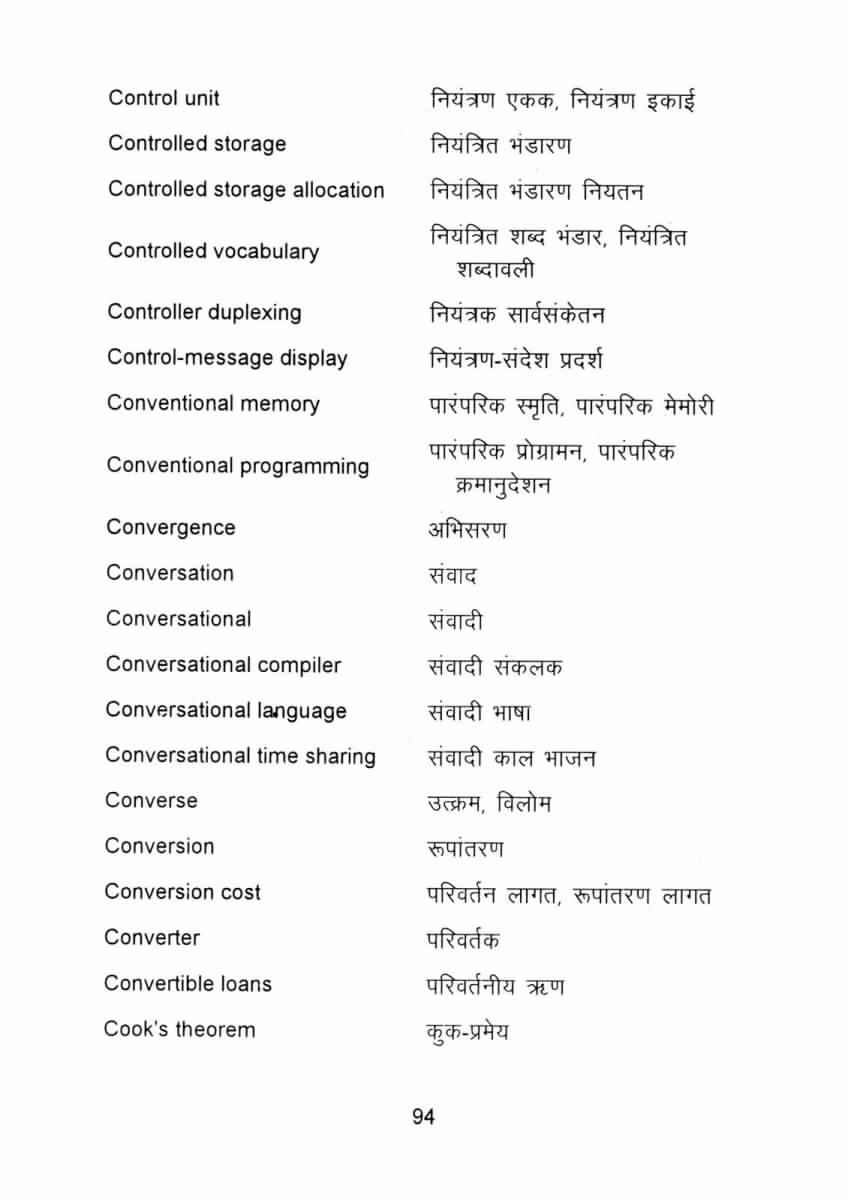 Control unit नियंत्रण एकक, नियंत्रण इकाई
Controlled storage नियंत्रित भंडारण
Controlled storage allocation नियंत्रित भंडारण नियतन
Controlled vocabulary नियंत्रित शब्द भंडार, नियंत्रित
शब्दावली
Controller duplexing नियंत्रक सार्वसंकेतन
Control-message display नियंत्रण-संदेश प्रदर्श
Conventional memory पारंपरिक स्मृति, पारंपरिक मेमोरी
Conventional programming पारंपरिक प्रोग्रामन, पारंपरिक
क्रमानुदेशन
Convergence अभिसरण
Conversation संवाद
Conversational संवादी
Conversational compiler संवादी संकलक
Conversational language संवादी भाषा
Conversational time sharing संवादी काल भाजन
Converse उत्क्रम, विलोम
Conversion रूपांतरण
Conversion cost परिवर्तन लागत, रूपांतरण लागत
Converter परिवर्तक
Convertible loans परिवर्तनीय ऋण
Cook's theorem कुक-प्रमेय
94